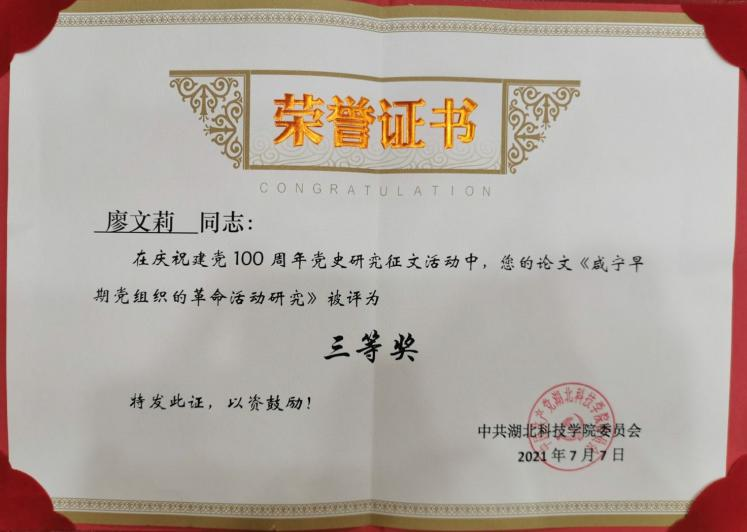 荣誉证书
CONGRATULATION
廖文莉 同志：
在庆祝建党100周年党史研究征文活动中，您的论文《咸宁早
期党组织的革命活动研究》被评为
三等奖
特发此证，以资鼓励！
中共湖北科技学院委员会
2021年7月7日